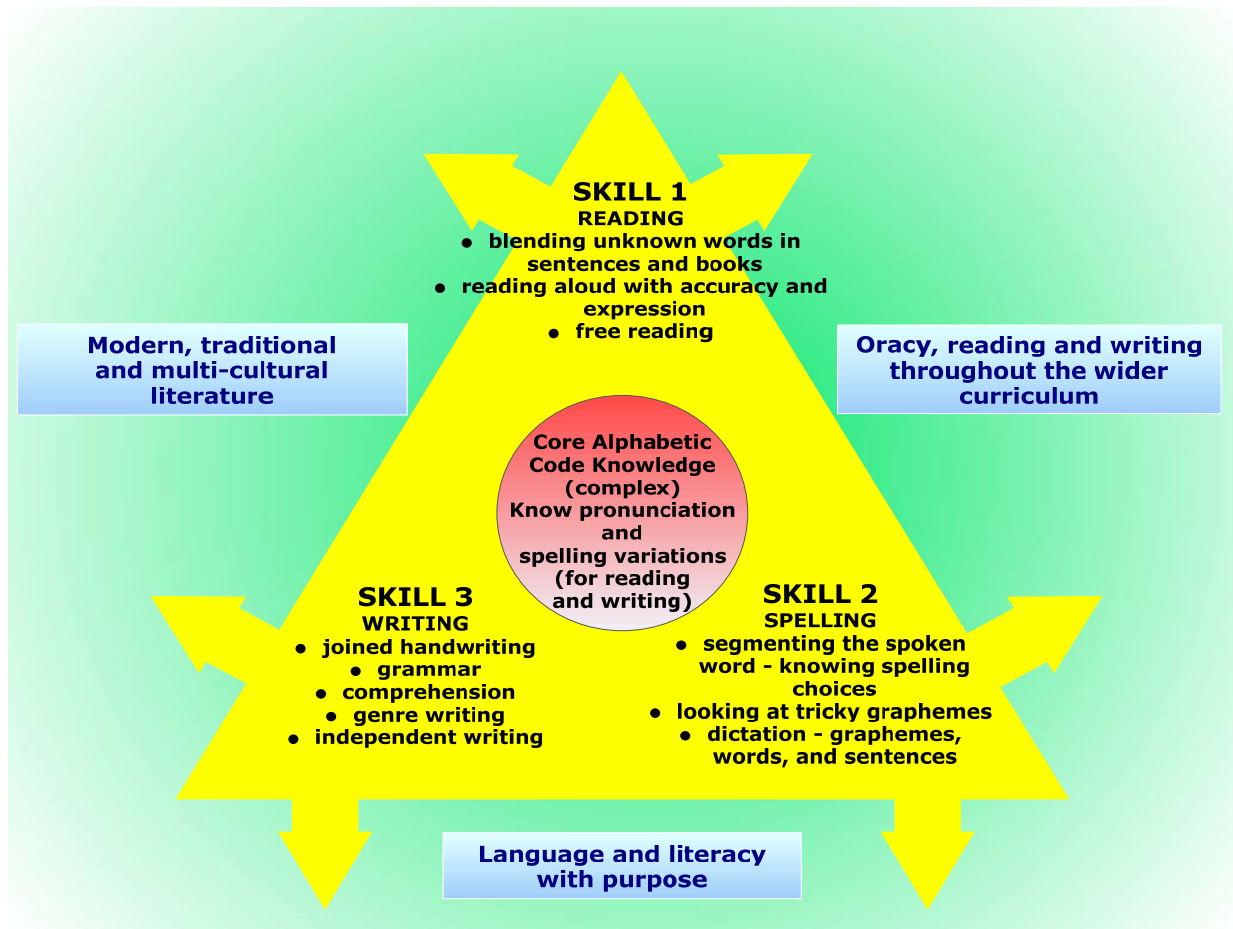 SKILL 1
READING
● blending unknown words in
sentences and books
● reading aloud with accuracy and
expression
● free reading
Modern, traditional
and multi-cultural
literature
Oracy, reading and writing
throughout the wider
curriculum
Core Alphabetic
Code Knowledge
(complex)
Know pronunciation
and
spelling variations
(for reading
and writing)
SKILL 3
WRITING
● joined handwriting
● grammar
● comprehension
● genre writing
● independent writing
SKILL 2
SPELLING
● segmenting the spoken
word - knowing spelling
choices
● looking at tricky graphemes
● dictation - graphemes,
words, and sentences
Language and literacy
with purpose